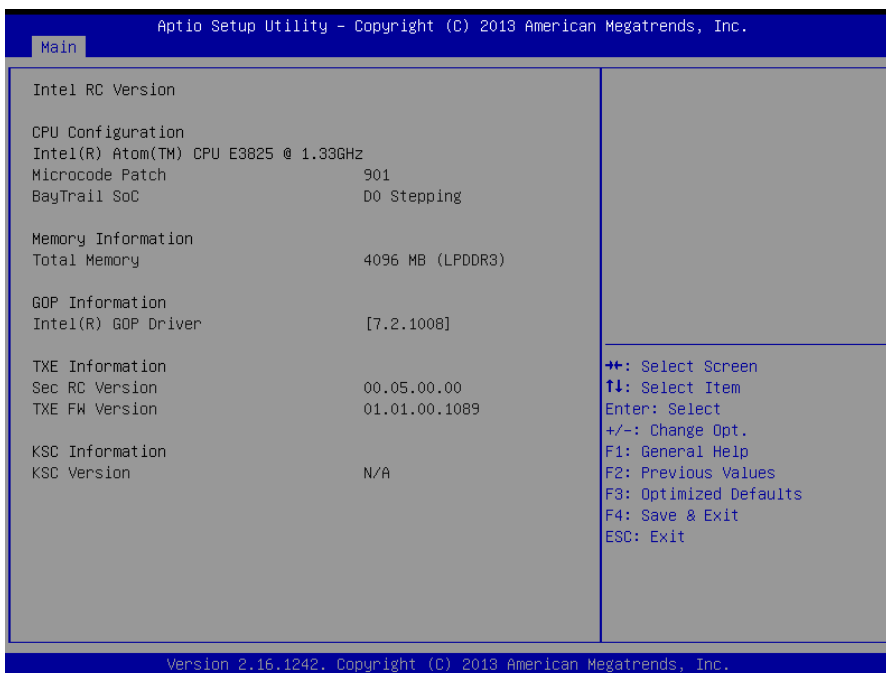 Aptio Setup Utility – Copyright (C) 2013 American Megatrends, Inc.
Main
Intel RC Version
CPU Configuration
Intel(R) Atom(TM) CPU E3825 @ 1.33GHz
Microcode Patch 901
BayTrail SoC D0 Stepping
Memory Information
Total Memory 4096 MB (LPDDR3)
GOP Information
Intel(R) GOP Driver [7.2.1008]
TXE Information
Sec RC Version 00.05.00.00
TXE FW Version 01.01.00.1089
KSC Information
KSC Version N/A
→←: Select Screen
↑↓: Select Item
Enter: Select
+/-: Change Opt.
F1: General Help
F2: Previous Values
F3: Optimized Defaults
F4: Save & Exit
ESC: Exit
Version 2.16.1242. Copyright (C) 2013 American Megatrends, Inc.